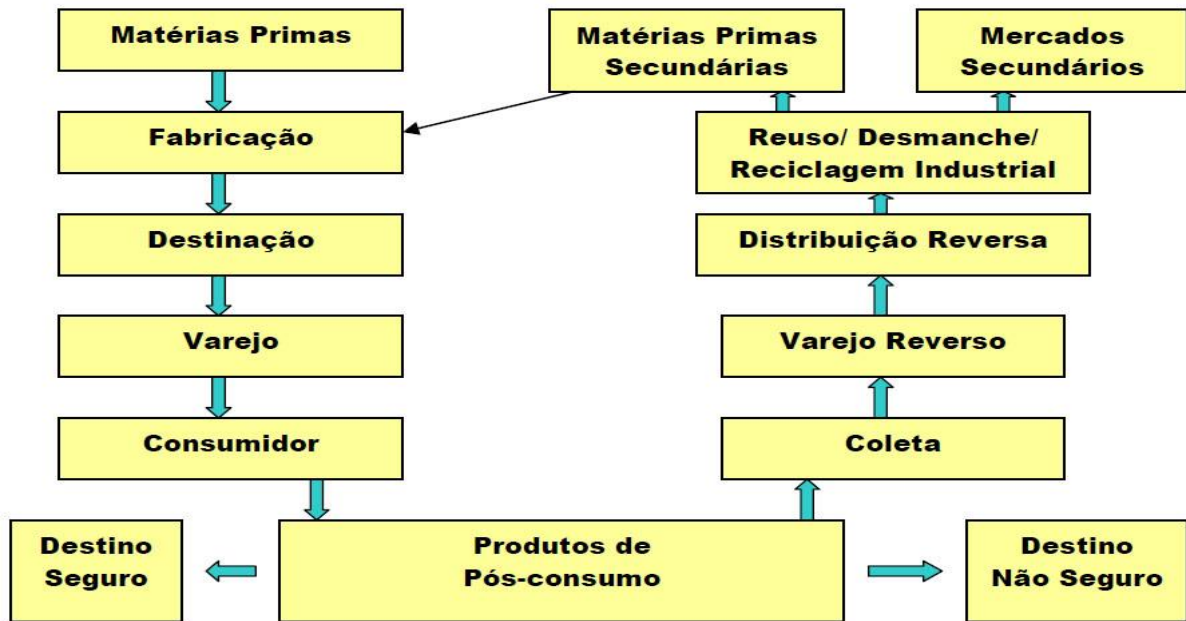 Matérias Primas
Fabricação
Destinação
Varejo
Consumidor
Destino
Seguro
Produtos de
Pós-consumo
Destino
Não Seguro
Coleta
Varejo Reverso
Distribuição Reversa
Reuso/ Desmanche/
Reciclagem Industrial
Matérias Primas
Secundárias
Mercados
Secundários